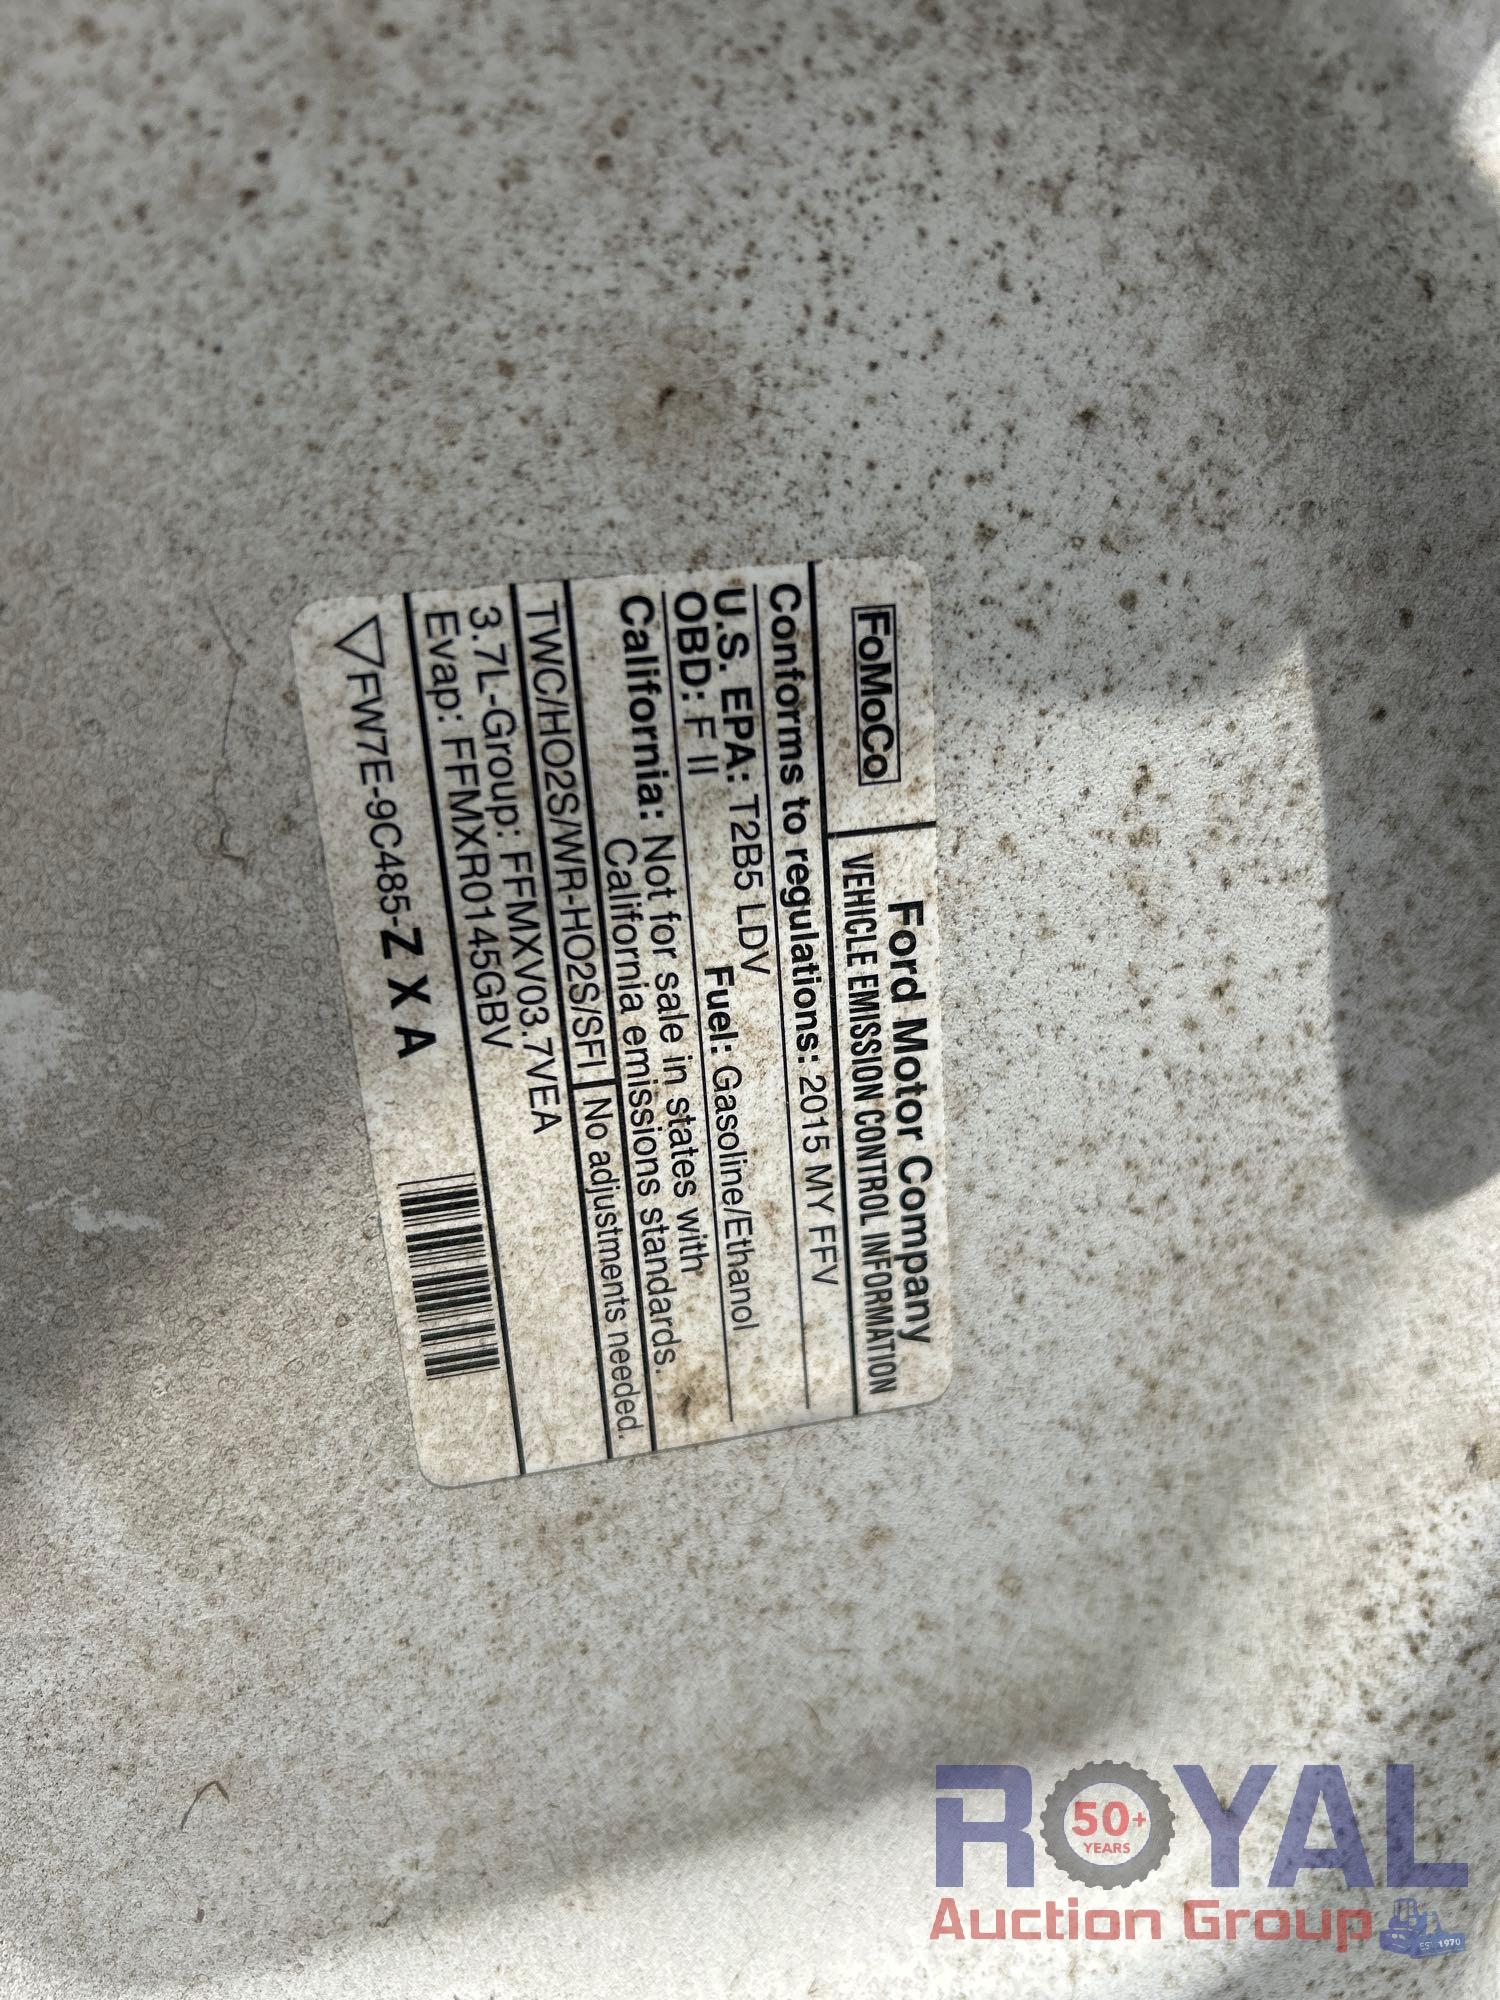 FoMoCo
Ford Motor Company
VEHICLE EMISSION CONTROL INFORMATION
Conforms to regulations: 2015 MY FFV
U.S. EPA: T2B5 LDV
OBD: F II Fuel: Gasoline/Ethanol
California: Not for sale in states with
California emissions standards.
TWC/HO2S/WR-HO2S/SFI No adjustments needed.
3.7L-Group: FFMXV03.7VEA
Evap: FFMXR0145GBV
FW7E-9C485-Z X A
ROYAL
50+
YEARS
Auction Group
EST. 1970